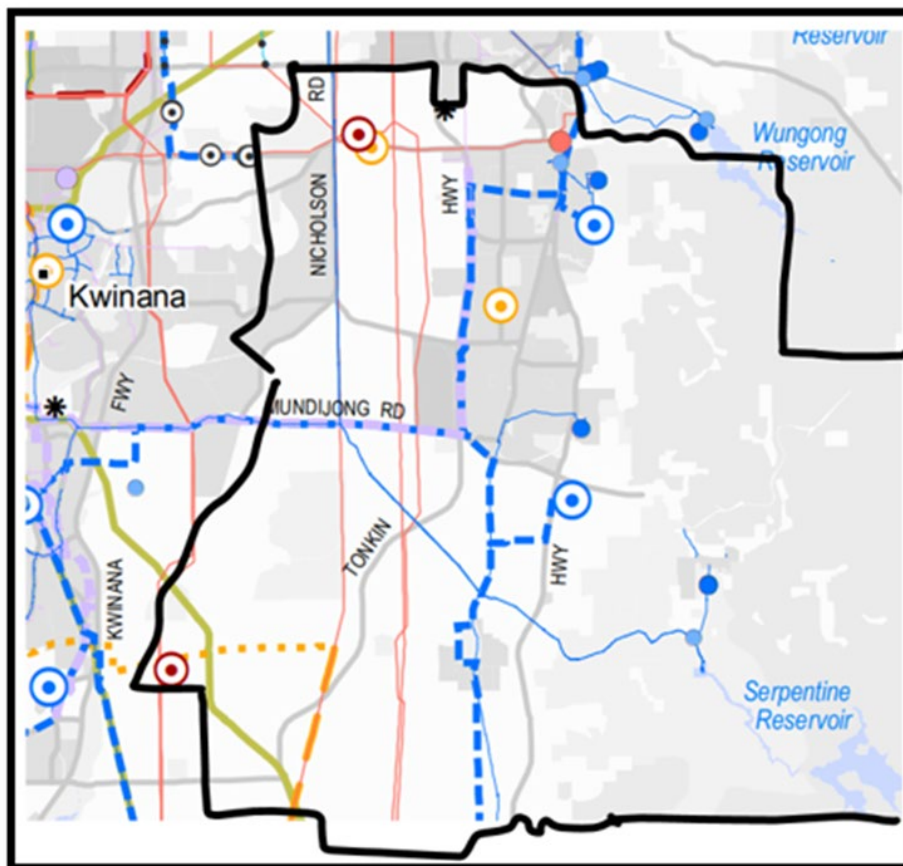 Reservoir
RD
Wungong
Reservoir
NICHOLSON
HWY
Kwinana
FWY
MUNDIJONG RD
TONKIN
HWY
KWINANA
Serpentine
Reservoir